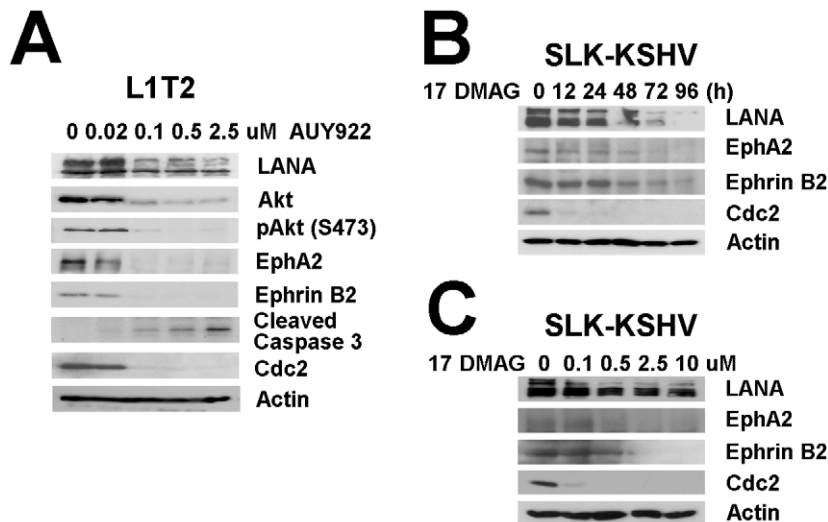 A
L1T2
0 0.02 0.1 0.5 2.5 uM AUY922
LANA
Akt
pAkt (S473)
EphA2
Ephrin B2
Cleaved
Caspase 3
Cdc2
Actin
B
SLK-KSHV
17 DMAG 0 12 24 48 72 96 (h)
LANA
EphA2
Ephrin B2
Cdc2
Actin
C
SLK-KSHV
17 DMAG 0 0.1 0.5 2.5 10 uM
LANA
EphA2
Ephrin B2
Cdc2
Actin